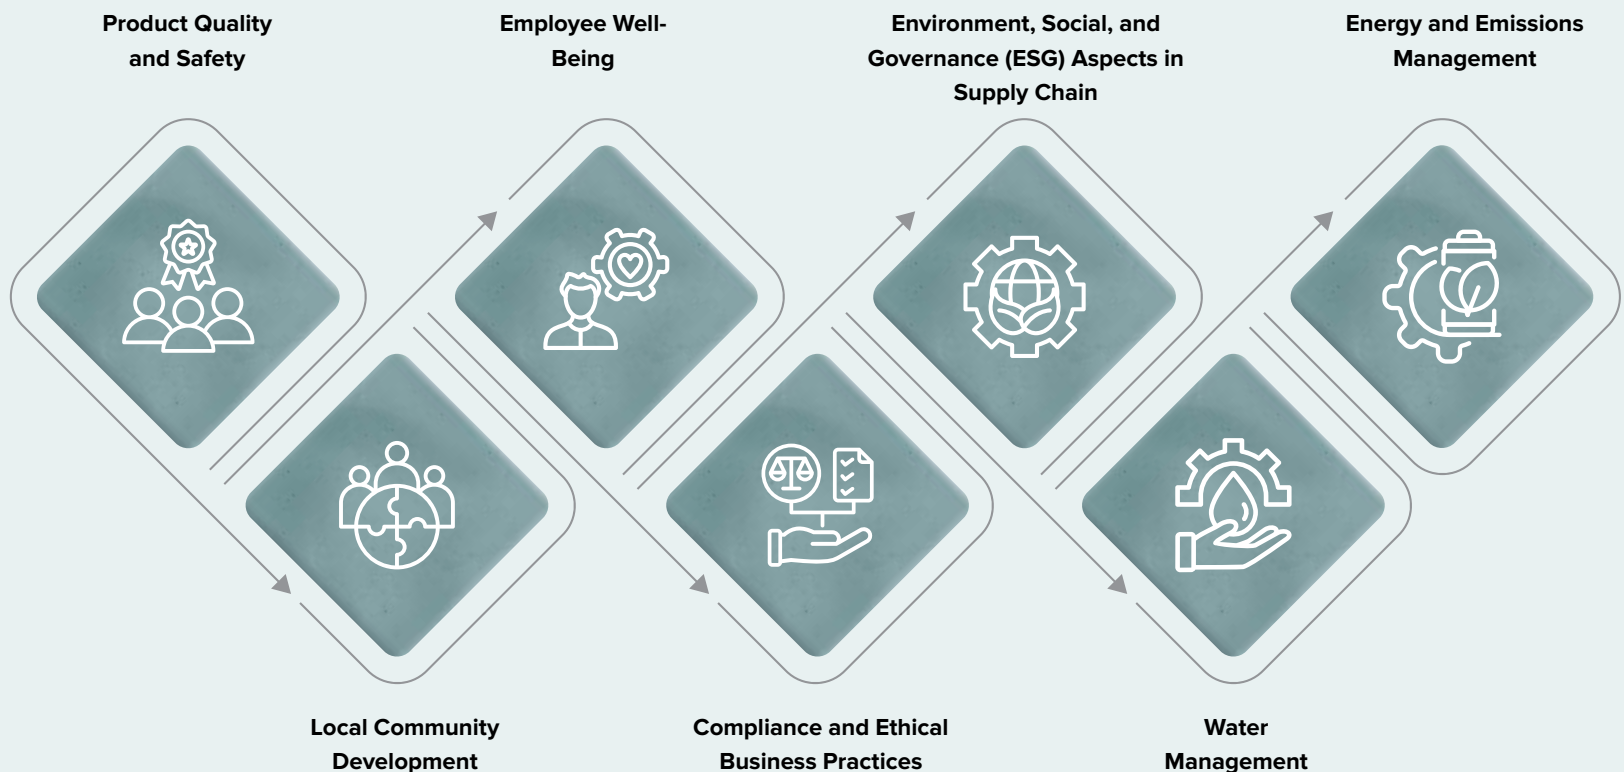 Product Quality
and Safety
Employee Well-
Being
Environment, Social, and
Governance (ESG) Aspects in
Supply Chain
Energy and Emissions
Management
Local Community
Development
Compliance and Ethical
Business Practices
Water
Management